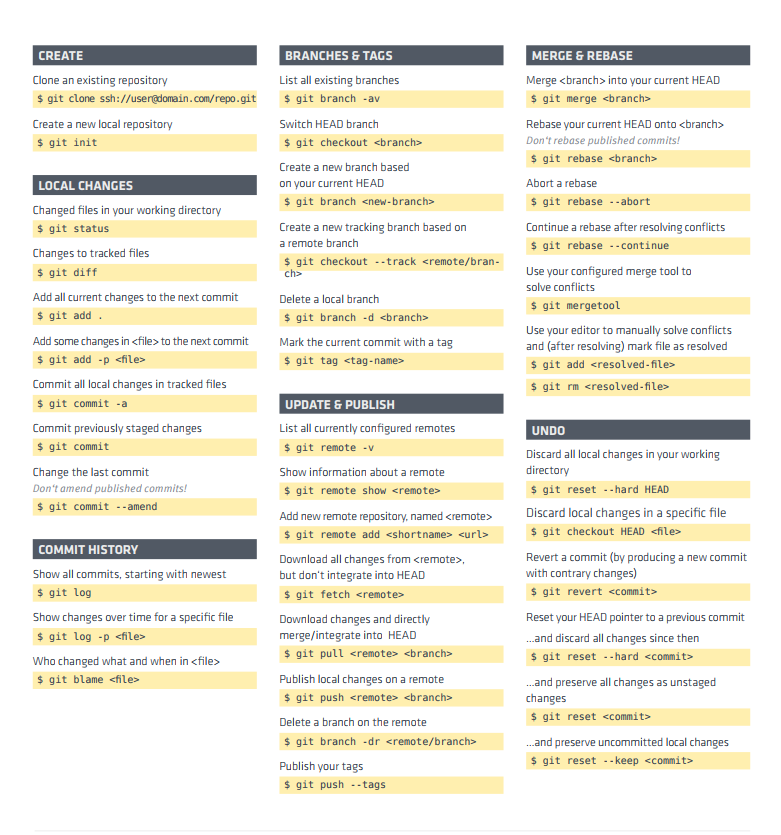 CREATE
Clone an existing repository
$ git clone ssh://user@domain.com/repo.git
Create a new local repository
$ git init
LOCAL CHANGES
Changed files in your working directory
$ git status
Changes to tracked files
$ git diff
Add all current changes to the next commit
$ git add .
Add some changes in <file> to the next commit
$ git add -p <file>
Commit all local changes in tracked files
$ git commit -a
Commit previously staged changes
$ git commit
Change the last commit
Don't amend published commits!
$ git commit --amend
COMMIT HISTORY
Show all commits, starting with newest
$ git log
Show changes over time for a specific file
$ git log -p <file>
Who changed what and when in <file>
$ git blame <file>
BRANCHES & TAGS
List all existing branches
$ git branch -av
Switch HEAD branch
$ git checkout <branch>
Create a new branch based
on your current HEAD
$ git branch <new-branch>
Create a new tracking branch based on
a remote branch
$ git checkout --track <remote/bran-
ch>
Delete a local branch
$ git branch -d <branch>
Mark the current commit with a tag
$ git tag <tag-name>
UPDATE & PUBLISH
List all currently configured remotes
$ git remote -v
Show information about a remote
$ git remote show <remote>
Add new remote repository, named <remote>
$ git remote add <shortname> <url>
Download all changes from <remote>,
but don't integrate into HEAD
$ git fetch <remote>
Download changes and directly
merge/integrate into HEAD
$ git pull <remote> <branch>
Publish local changes on a remote
$ git push <remote> <branch>
Delete a branch on the remote
$ git branch -dr <remote/branch>
Publish your tags
$ git push --tags
MERGE & REBASE
Merge <branch> into your current HEAD
$ git merge <branch>
Rebase your current HEAD onto <branch>
Don't rebase published commits!
$ git rebase <branch>
Abort a rebase
$ git rebase --abort
Continue a rebase after resolving conflicts
$ git rebase --continue
Use your configured merge tool to
solve conflicts
$ git mergetool
Use your editor to manually solve conflicts
and (after resolving) mark file as resolved
$ git add <resolved-file>
$ git rm <resolved-file>
UNDO
Discard all local changes in your working
directory
$ git reset --hard HEAD
Discard local changes in a specific file
$ git checkout HEAD <file>
Revert a commit (by producing a new commit
with contrary changes)
$ git revert <commit>
Reset your HEAD pointer to a previous commit
...and discard all changes since then
$ git reset --hard <commit>
...and preserve all changes as unstaged
changes
$ git reset <commit>
...and preserve uncommitted local changes
$ git reset --keep <commit>